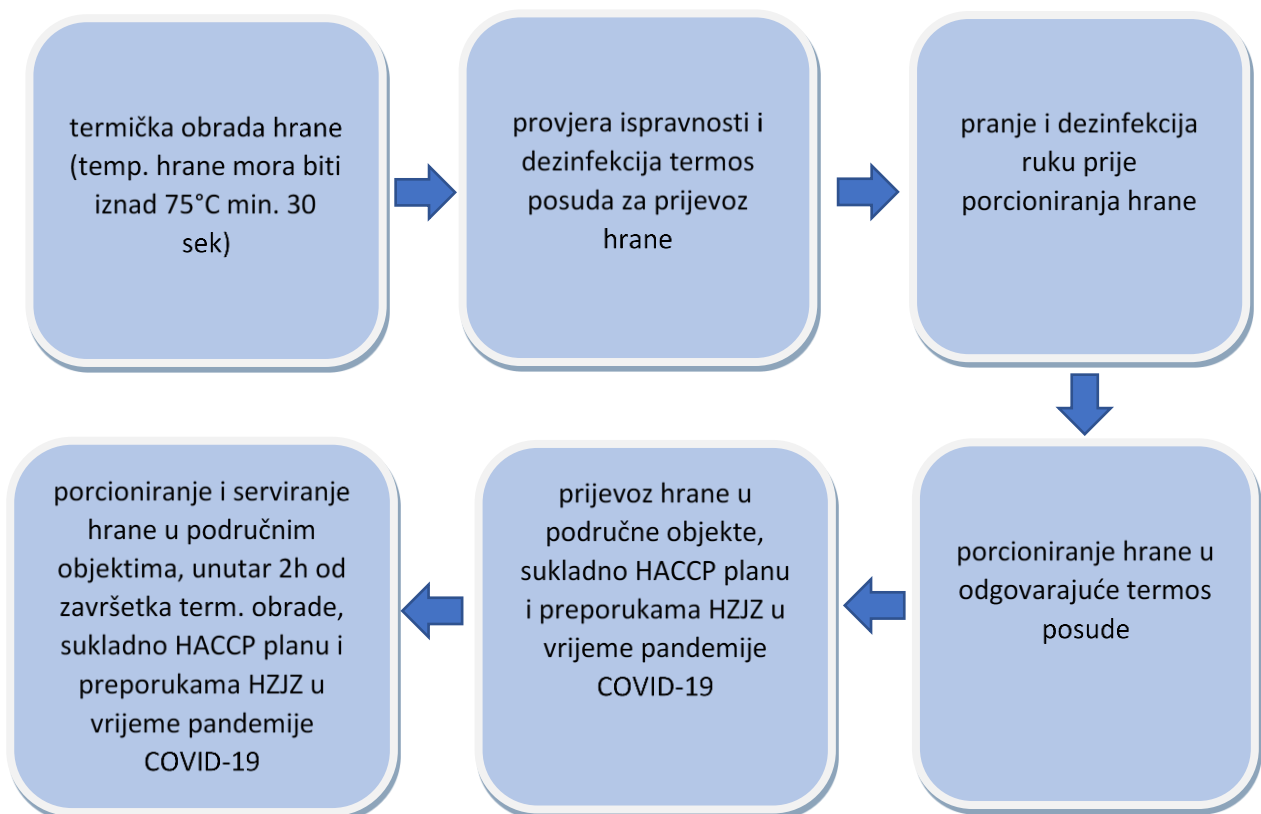 termička obrada hrane
(temp. hrane mora biti
iznad 75°C min. 30
sek)
provjera ispravnosti i
dezinfekcija termos
posuda za prijevoz
hrane
pranje i dezinfekcija
ruku prije
porcioniranja hrane
porcioniranje hrane u
odgovarajuće termos
posude
prijevoz hrane u
područne objekte,
sukladno HACCP planu
i preporukama HZJZ u
vrijeme pandemije
COVID-19
porcioniranje i serviranje
hrane u područnim
objektima, unutar 2h od
završetka term. obrade,
sukladno HACCP planu i
preporukama HZJZ u
vrijeme pandemije
COVID-19